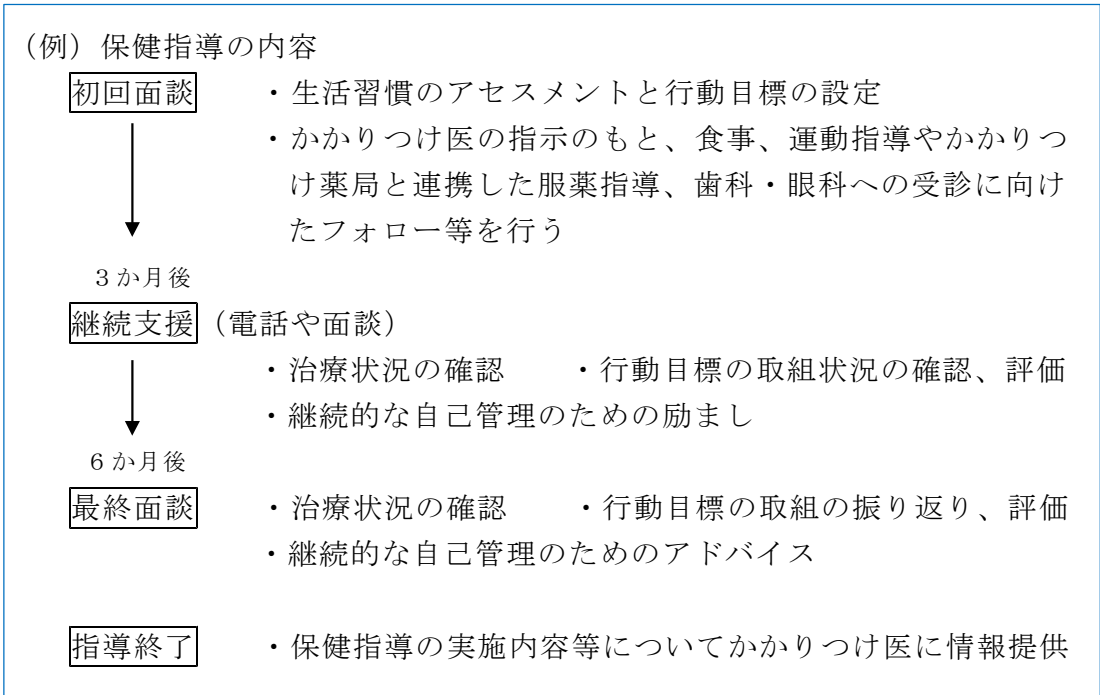 （例）保健指導の内容
初回面談　・生活習慣のアセスメントと行動目標の設定
・かかりつけ医の指示のもと、食事、運動指導やかかりつ
け薬局と連携した服薬指導、歯科・眼科への受診に向け
たフォロー等を行う
３か月後
継続支援（電話や面談）
・治療状況の確認　・行動目標の取組状況の確認、評価
・継続的な自己管理のための励まし
６か月後
最終面談　・治療状況の確認　・行動目標の取組の振り返り、評価
・継続的な自己管理のためのアドバイス
指導終了　・保健指導の実施内容等についてかかりつけ医に情報提供